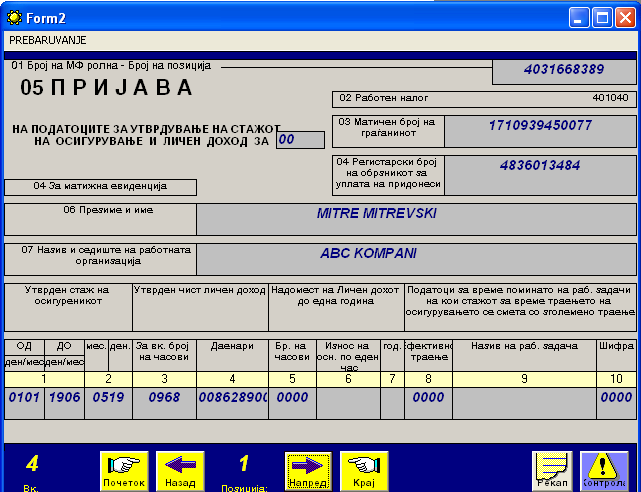 Form2
PREBARUVANJE
01 Број на МФ ролна - Број на позиција
4031668389
05 П Р И Ј А В А
02 Работен налог
401040
НА ПОДАТОЦИТЕ ЗА УТВРДУВАЊЕ НА СТАЖОТ
НА ОСИГУРУВАЊЕ И ЛИЧЕН ДОХОД ЗА
00
03 Матичен број на
граѓанинот
1710939450077
04 Регистарски број
на обрзникот за
уплата на придонеси
4836013484
04 За матижна евиденција
06 Презиме и име
MITRE MITREVSKI
07 Назив и седиште на работната
организација
ABC KOMPANI
Утврден стаж на
осигуреникот
Утврден чист личен доход
Надомест на Личен доход
до една година
Податоци за време поминато на раб. задачи
на кои стажот за време траењето на
осигурувањето се смета со зголемено траење
ОД
ден/мес
ДО
ден/мес
мес.
ден.
За вк. број
на часови
Даенари
Бр. на
часови
Износ на
осн. по еден
час
год.
Ефективно
траење
Назив на раб. задача
Шифра
1 2 3 4 5 6 7 8 9 10
0101 1906 0519 0968 008628900 0000 0000 0000
4
Вк.
Почеток
Назад
1
Позиција:
Напред
Крај
Рекап
Контрола